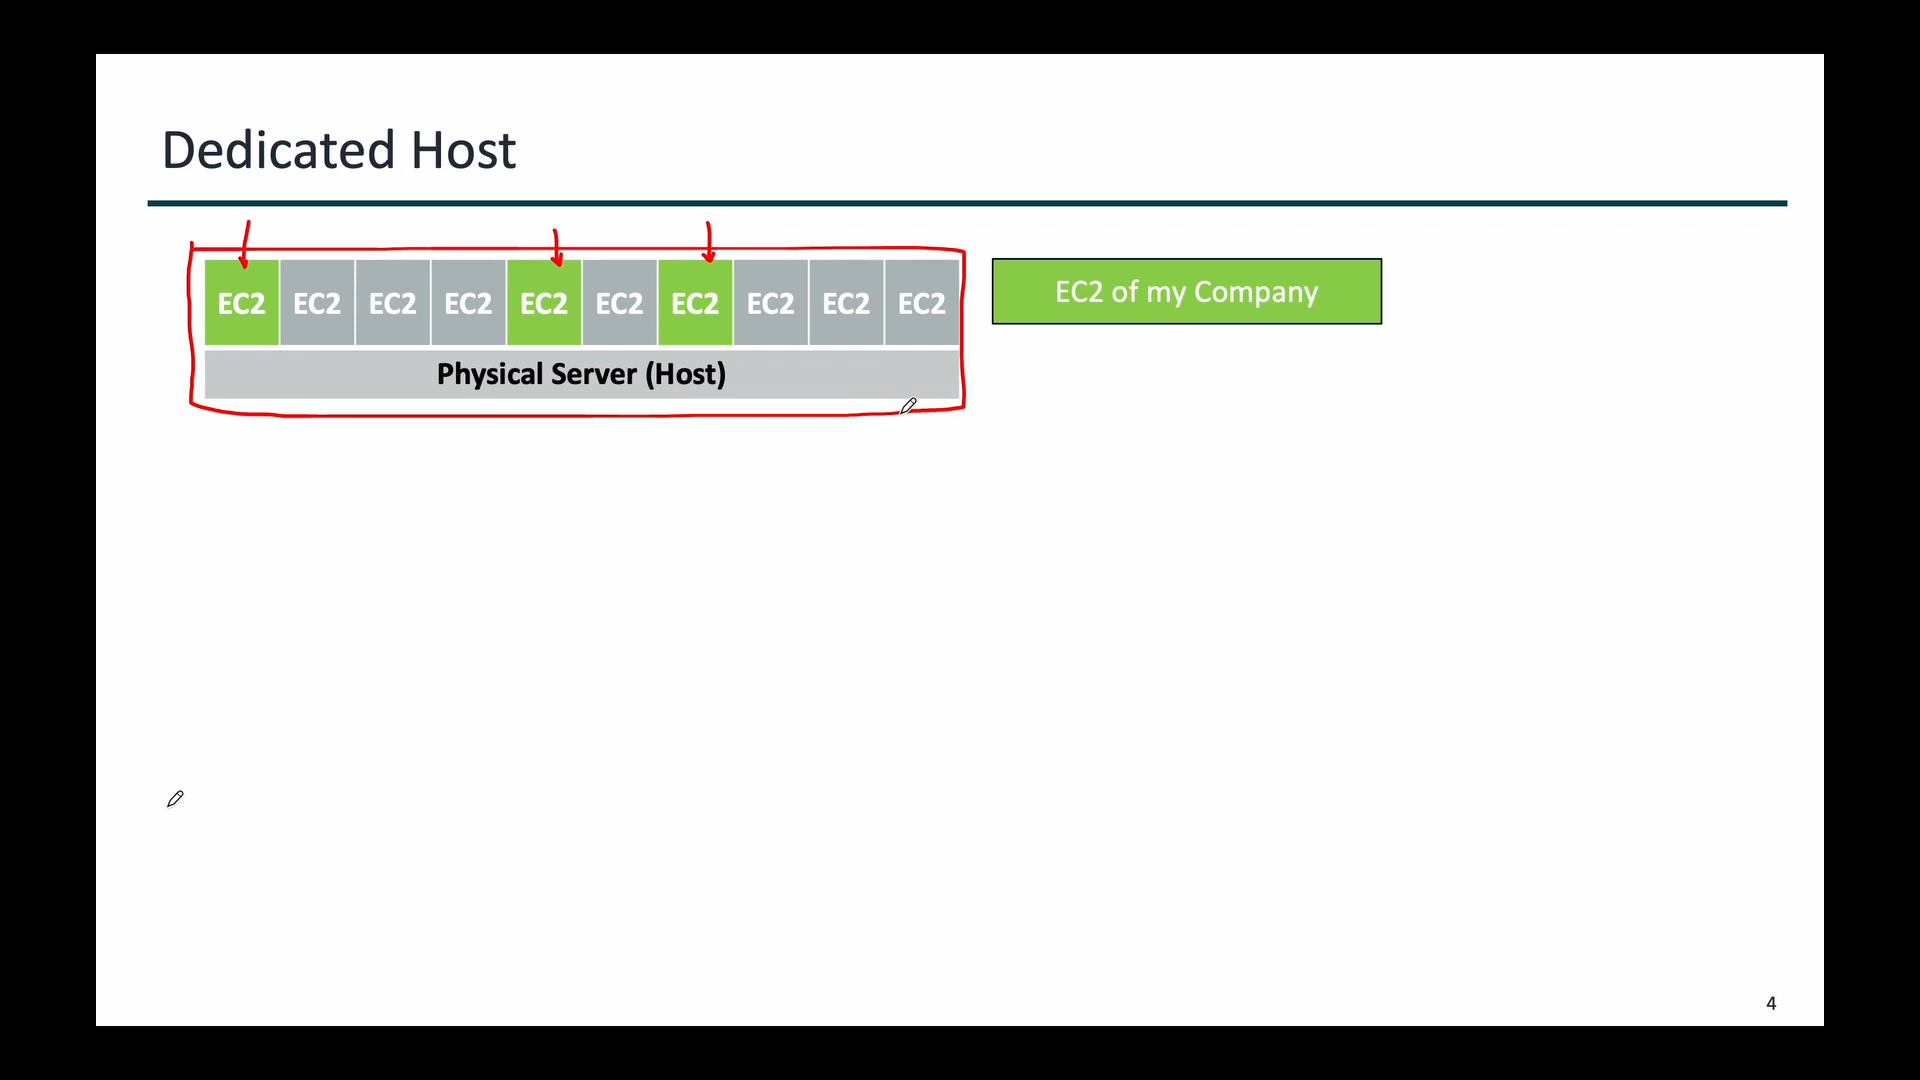 Dedicated Host
EC2 EC2 EC2 EC2 EC2 EC2 EC2 EC2 EC2 EC2
EC2 of my Company
Physical Server (Host)
4